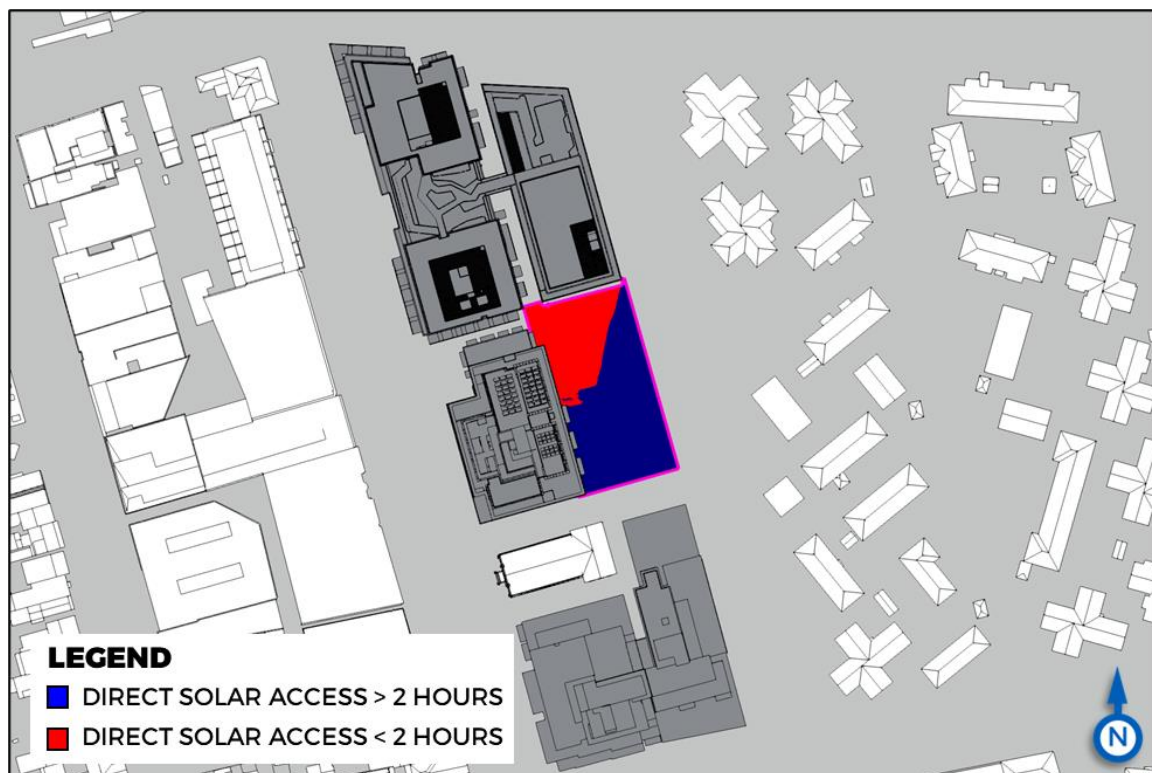 LEGEND
DIRECT SOLAR ACCESS > 2 HOURS
DIRECT SOLAR ACCESS < 2 HOURS
N